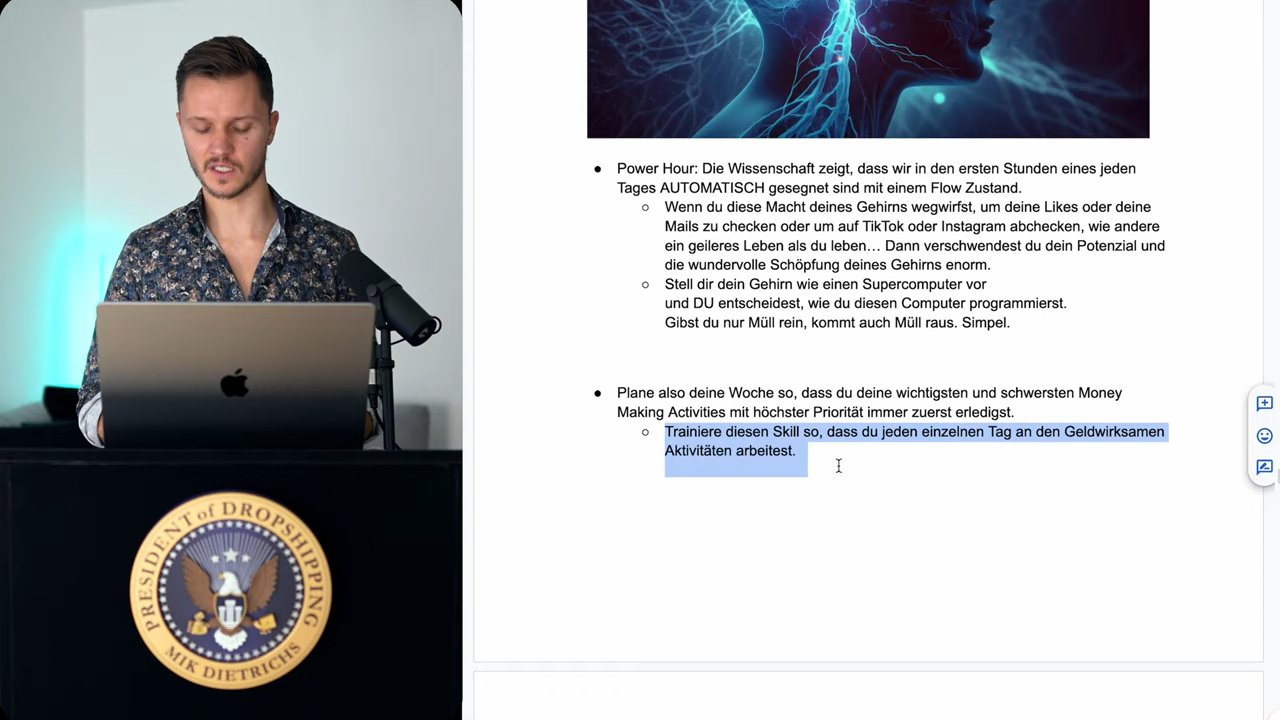 ● Power Hour: Die Wissenschaft zeigt, dass wir in den ersten Stunden eines jeden
Tages AUTOMATISCH gesegnet sind mit einem Flow Zustand.
○ Wenn du diese Macht deines Gehirns wegwirfst, um deine Likes oder deine
Mails zu checken oder um auf TikTok oder Instagram abchecken, wie andere
ein geileres Leben als du leben… Dann verschwendest du dein Potenzial und
die wundervolle Schöpfung deines Gehirns enorm.
○ Stell dir dein Gehirn wie einen Supercomputer vor
und DU entscheidest, wie du diesen Computer programmierst.
Gibst du nur Müll rein, kommt auch Müll raus. Simpel.
● Plane also deine Woche so, dass du deine wichtigsten und schwersten Money
Making Activities mit höchster Priorität immer zuerst erledigst.
○ Trainiere diesen Skill so, dass du jeden einzelnen Tag an den Geldwirksamen
Aktivitäten arbeitest.
PRESIDENT of DROPSHIPPING
MIK DIETRICHS